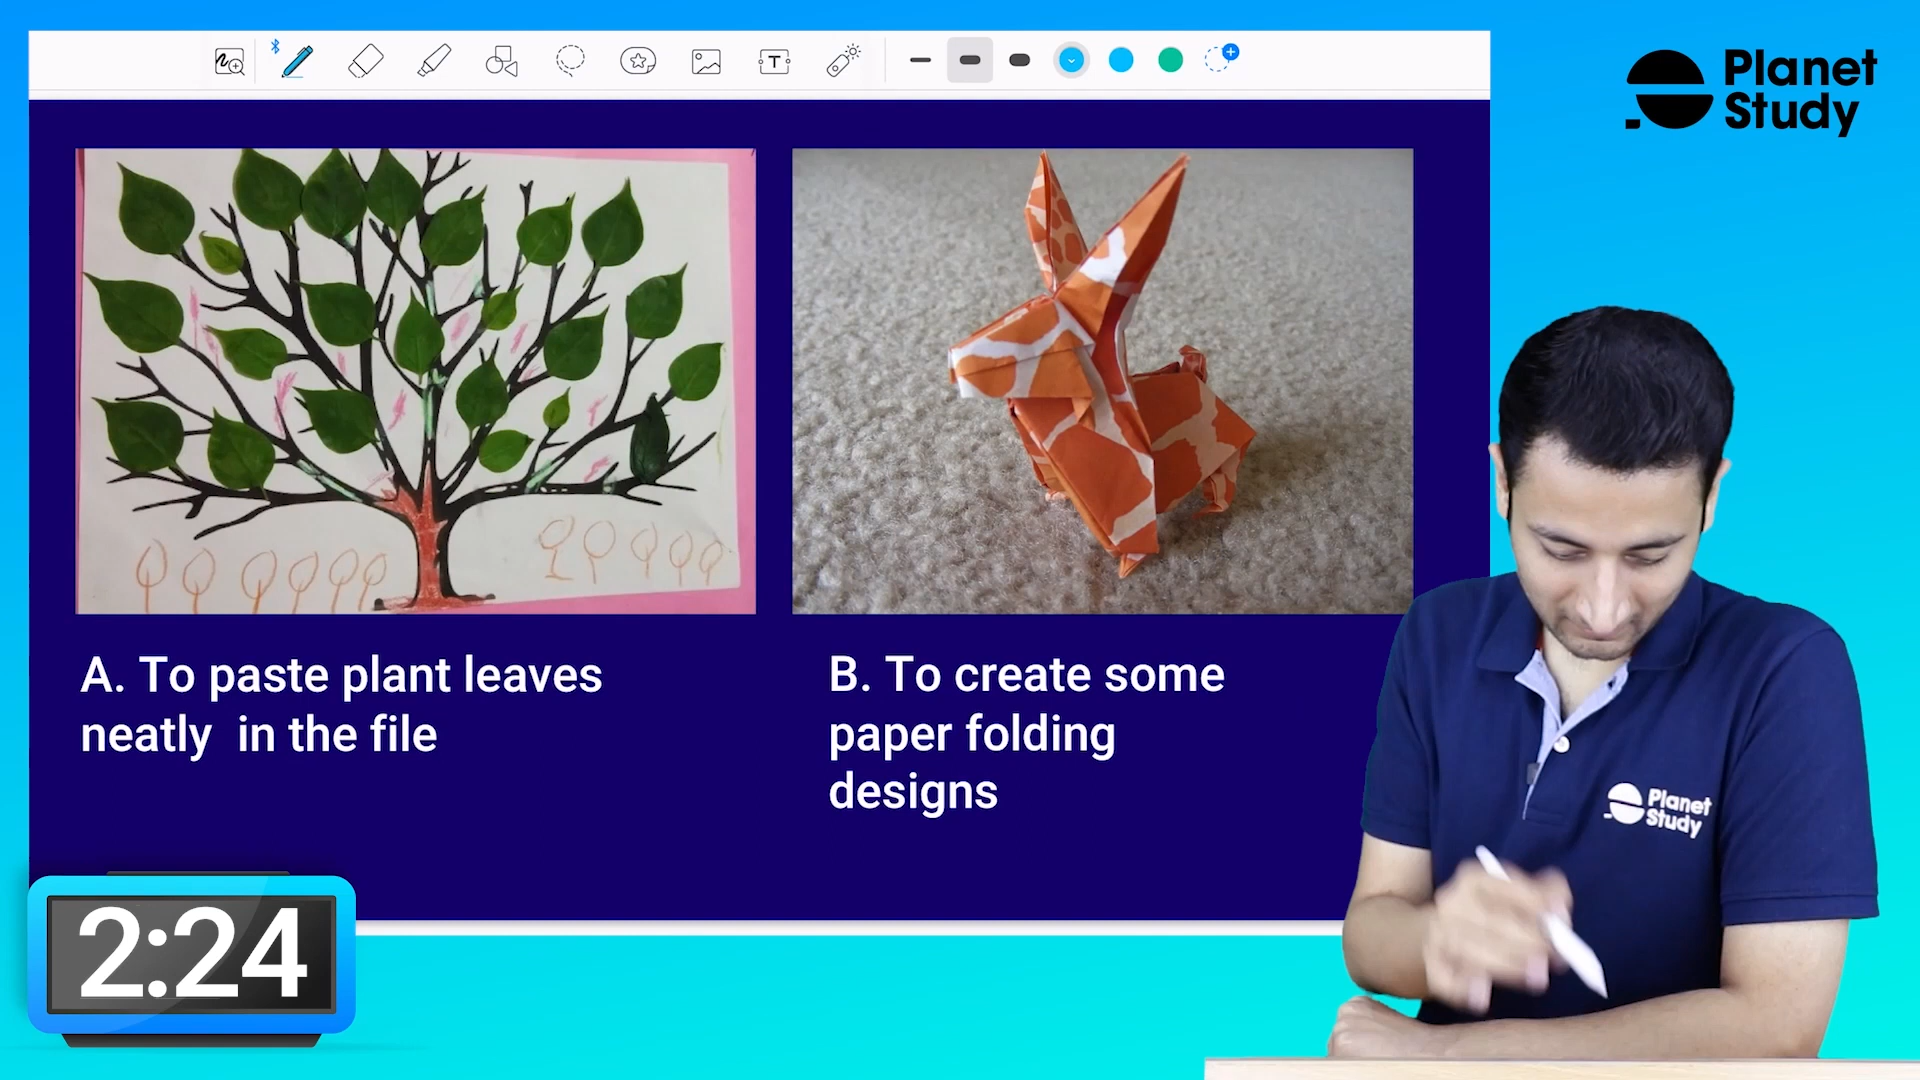 Planet
Study
A. To paste plant leaves
neatly in the file
B. To create some
paper folding
designs
Planet
Study
2:24
T